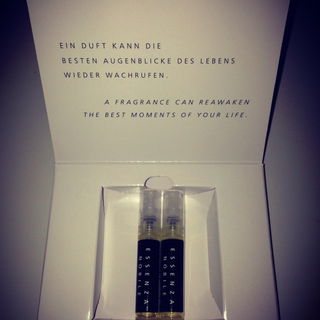 EIN DUFT KANN DIE
BESTEN AUGENBLICKE DES LEBENS
WIEDER WACHRUFEN.
A FRAGRANCE CAN REAWAKEN
THE BEST MOMENTS OF YOUR LIFE.
ESSENZA
NOBILE
ESSENZA
NOBILE